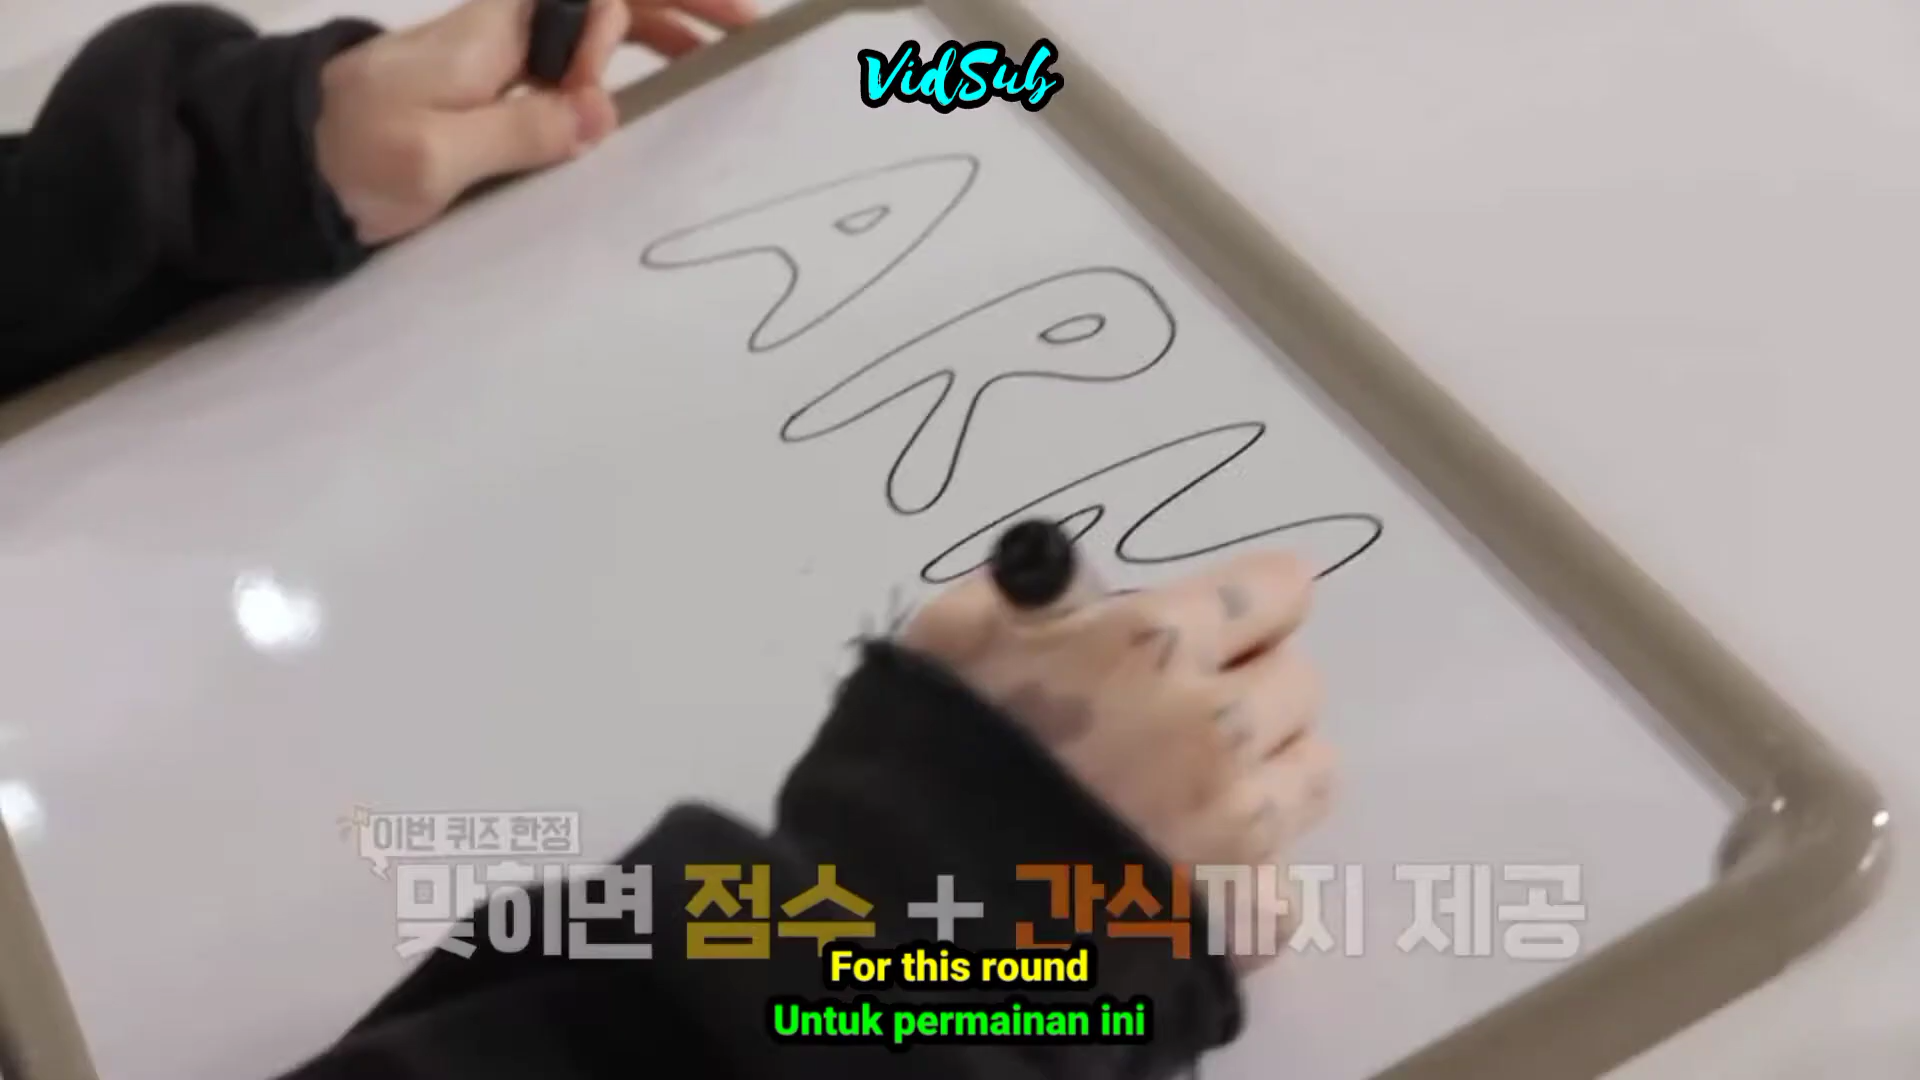 VidSub
AR
이번 퀴즈 한정
맞히면 점수 + 간식까지 제공
For this round
Untuk permainan ini